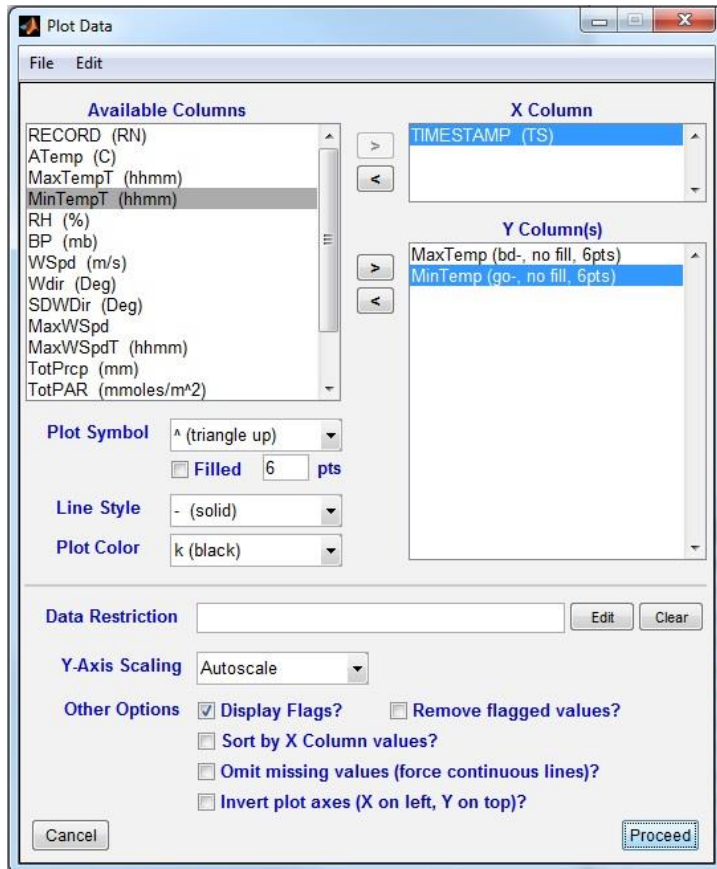 Plot Data
File Edit
Available Columns
RECORD (RN)
ATemp (C)
MaxTempT (hhmm)
MinTempT (hhmm)
RH (%)
BP (mb)
WSpd (m/s)
Wdir (Deg)
SDWDir (Deg)
MaxWSpd
MaxWSpdT (hhmm)
TotPrcp (mm)
TotPAR (mmoles/m^2)
>
<
X Column
TIMESTAMP (TS)
>
<
Y Column(s)
MaxTemp (bd-, no fill, 6pts)
MinTemp (go-, no fill, 6pts)
Plot Symbol ^ (triangle up)
Filled 6 pts
Line Style - (solid)
Plot Color k (black)
Data Restriction Edit Clear
Y-Axis Scaling Autoscale
Other Options Display Flags? Remove flagged values?
Sort by X Column values?
Omit missing values (force continuous lines)?
Invert plot axes (X on left, Y on top)?
Cancel Proceed